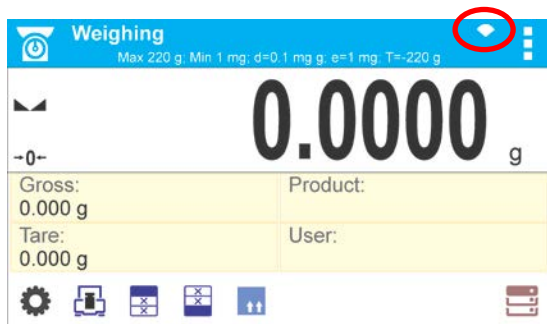 Weighing
Max 220 g; Min 1 mg; d=0.1 mg g; e=1 mg; T=-220 g
0.0000 g
→0←
Gross:
0.000 g
Product:
Tare:
0.000 g
User: